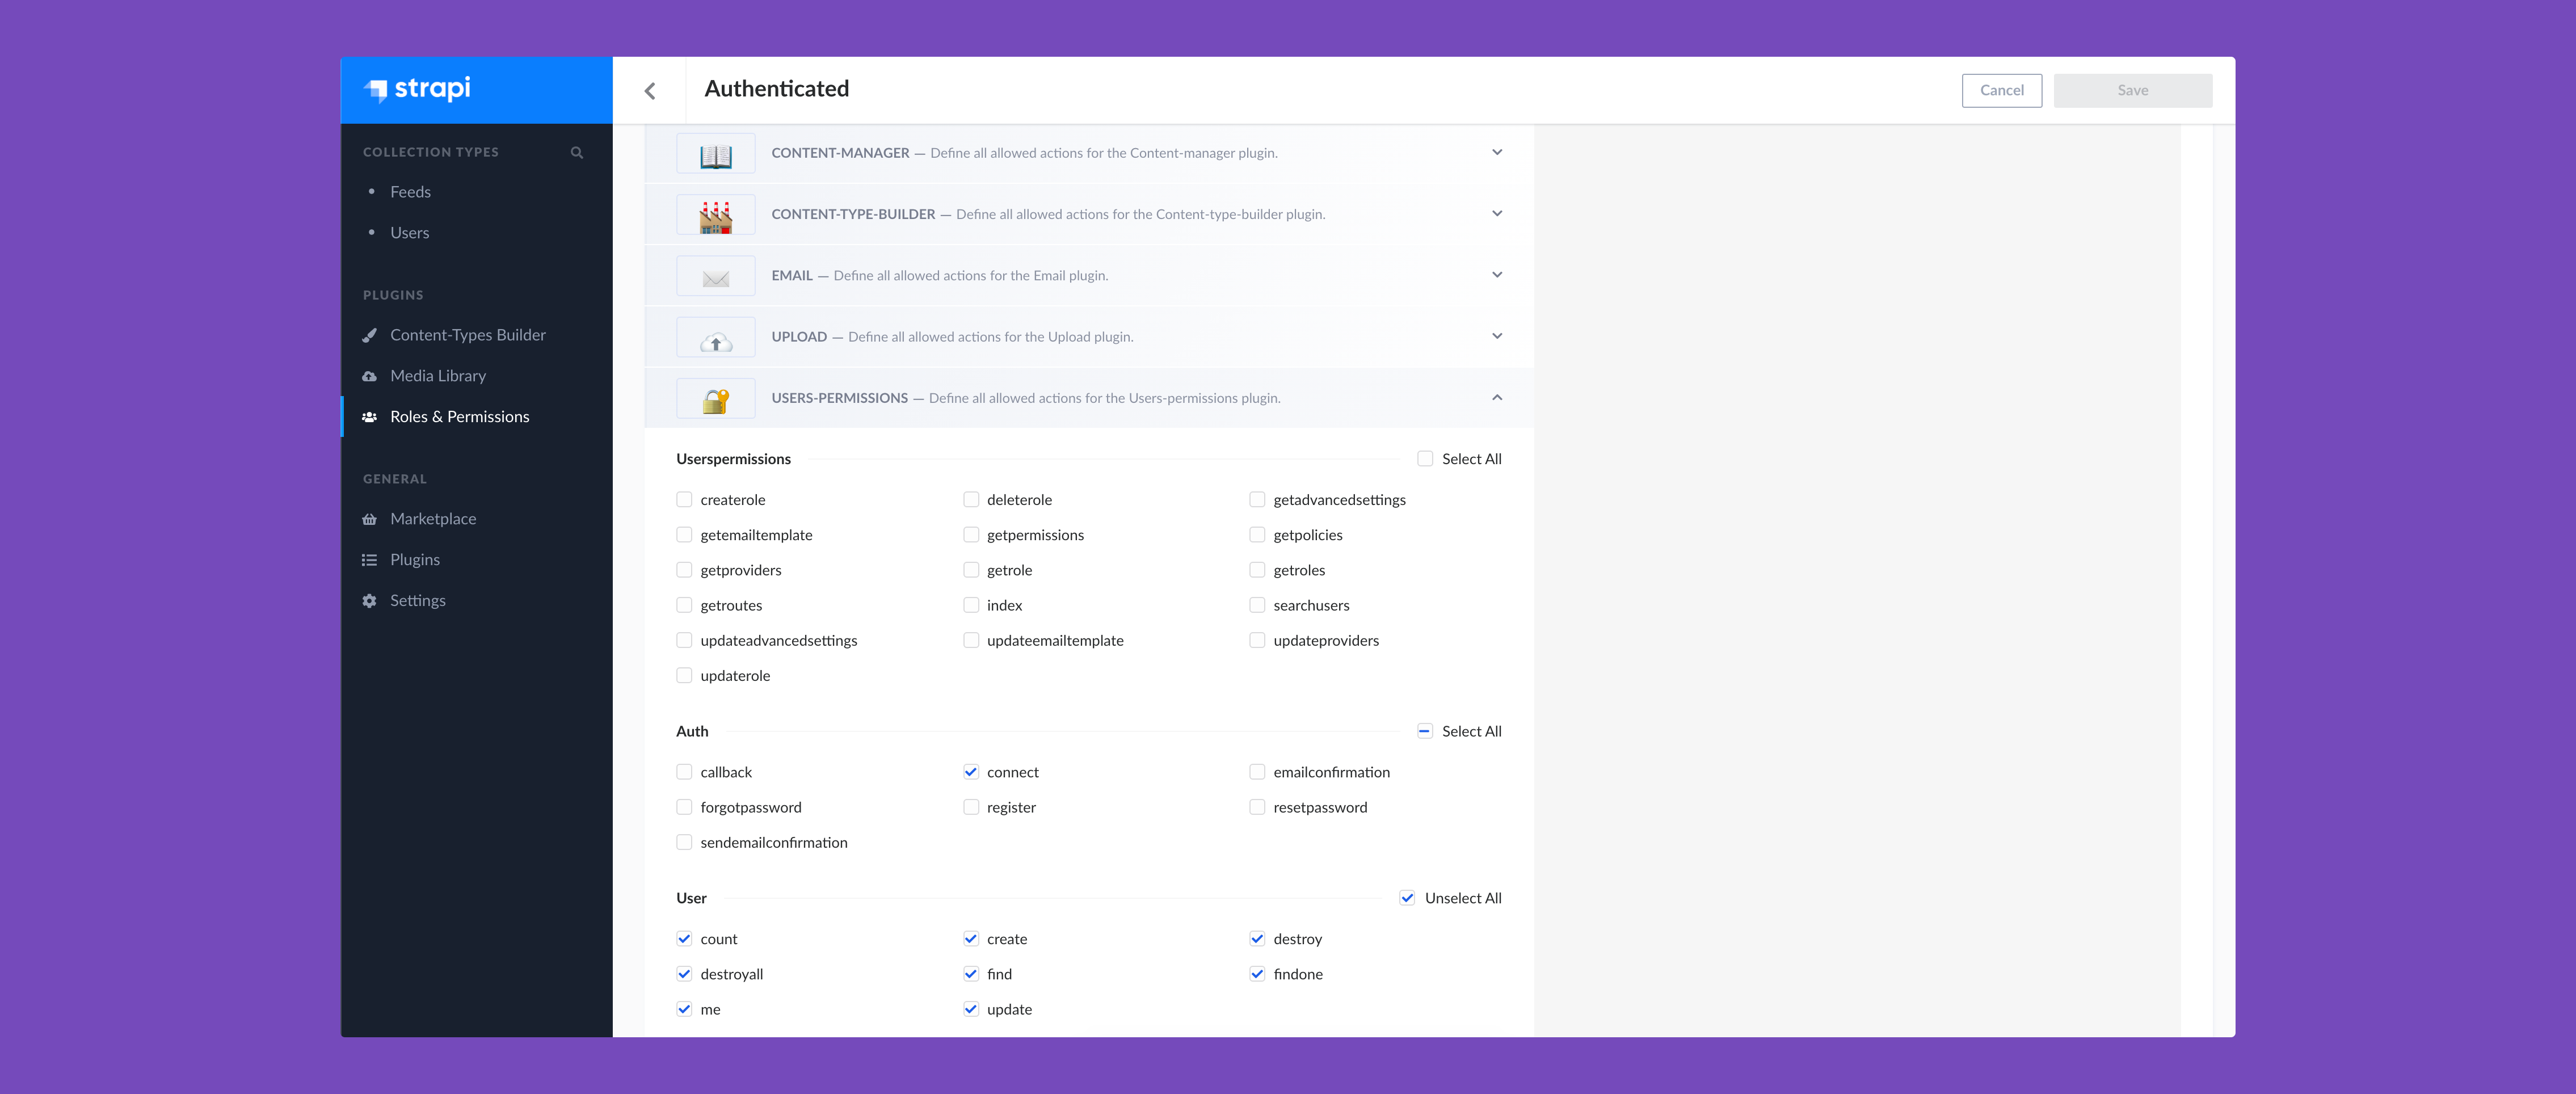 strapi
Authenticated
Cancel
Save
COLLECTION TYPES
Feeds
Users
PLUGINS
Content-Types Builder
Media Library
Roles & Permissions
GENERAL
Marketplace
Plugins
Settings
CONTENT-MANAGER — Define all allowed actions for the Content-manager plugin.
CONTENT-TYPE-BUILDER — Define all allowed actions for the Content-type-builder plugin.
EMAIL — Define all allowed actions for the Email plugin.
UPLOAD — Define all allowed actions for the Upload plugin.
USERS-PERMISSIONS — Define all allowed actions for the Users-permissions plugin.
Userspermissions Select All
createrole deleterole getadvancedsettings
getemailtemplate getpermissions getpolicies
getproviders getrole getroles
getroutes index searchusers
updateadvancedsettings updateemailtemplate updateproviders
updaterole
Auth Select All
callback connect emailconfirmation
forgotpassword register resetpassword
sendemailconfirmation
User Unselect All
count create destroy
destroyall find findone
me update